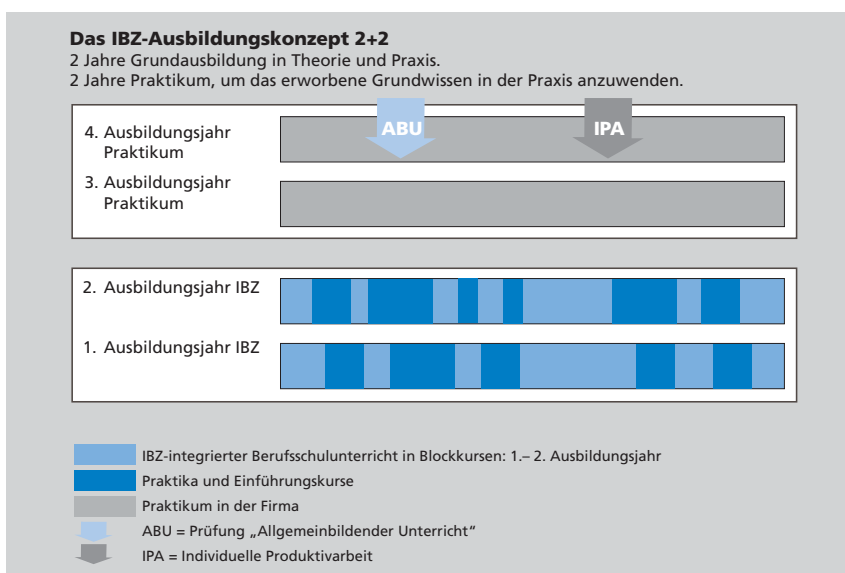 Das IBZ-Ausbildungskonzept 2+2
2 Jahre Grundausbildung in Theorie und Praxis.
2 Jahre Praktikum, um das erworbene Grundwissen in der Praxis anzuwenden.
ABU
IPA
4. Ausbildungsjahr
Praktikum
3. Ausbildungsjahr
Praktikum
2. Ausbildungsjahr IBZ
1. Ausbildungsjahr IBZ
IBZ-integrierter Berufsschulunterricht in Blockkursen: 1.– 2. Ausbildungsjahr
Praktika und Einführungskurse
Praktikum in der Firma
ABU = Prüfung „Allgemeinbildender Unterricht“
IPA = Individuelle Produktivarbeit